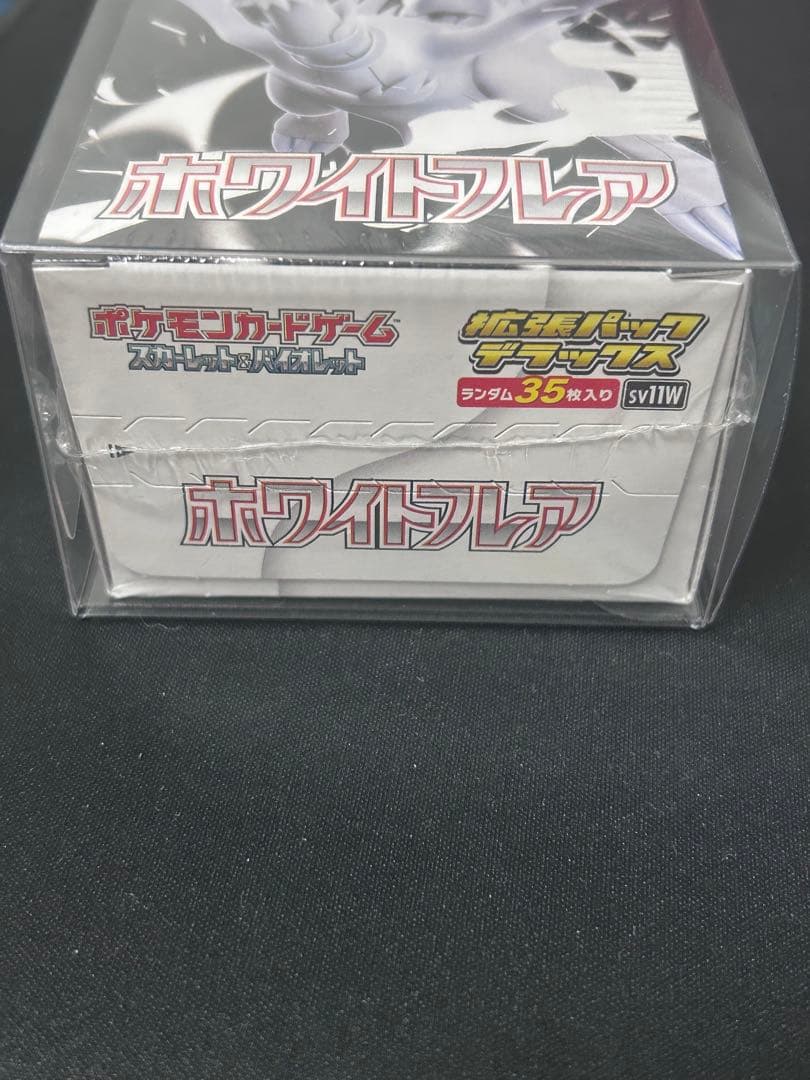 ホワイトフレア
ポケモンカードゲーム™
スカーレット&バイオレット
拡張パック
デラックス
ランダム35枚入り
sv11W
ホワイトフレア